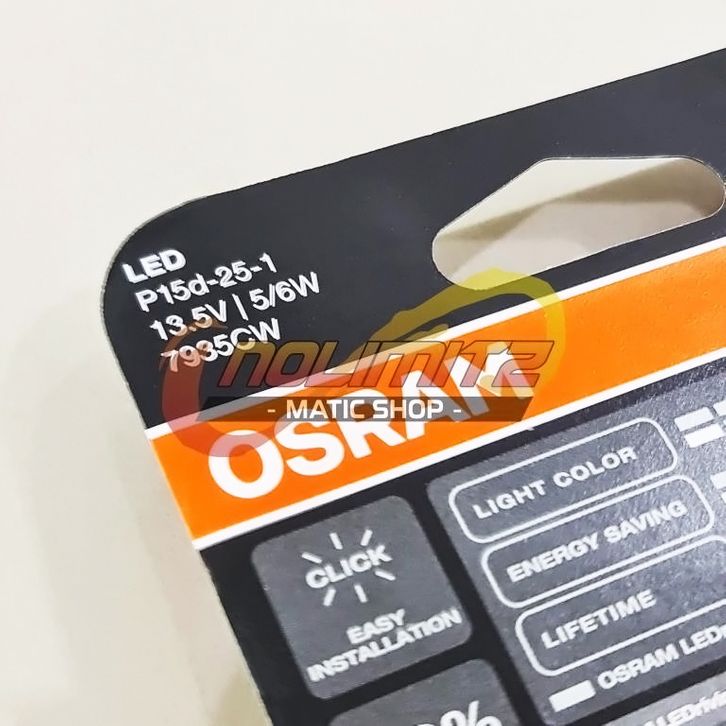 LED
P15d-25-1
13.5V | 5/6W
7935CW
NOLIMITZ
- MATIC SHOP -
OSRAM
LIGHT COLOR
ENERGY SAVING
LIFETIME
OSRAM
CLICK
EASY
INSTALLATION
%